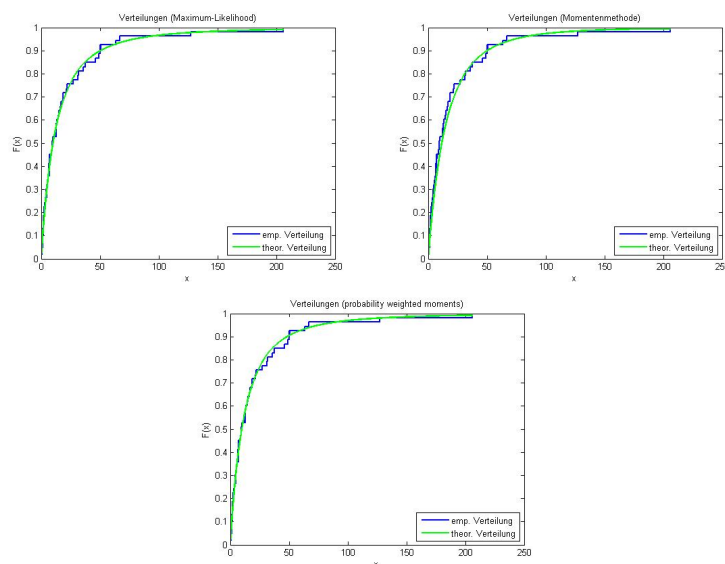 Verteilungen (Maximum-Likelihood)
1
0.9
0.8
0.7
0.6
0.5
0.4
0.3
0.2
0.1
0
F(x)
emp. Verteilung
theor. Verteilung
0 50 100 150 200 250
x
Verteilungen (Momentenmethode)
1
0.9
0.8
0.7
0.6
0.5
0.4
0.3
0.2
0.1
0
F(x)
emp. Verteilung
theor. Verteilung
0 50 100 150 200 250
x
Verteilungen (probability weighted moments)
1
0.9
0.8
0.7
0.6
0.5
0.4
0.3
0.2
0.1
0
F(x)
emp. Verteilung
theor. Verteilung
0 50 100 150 200 250